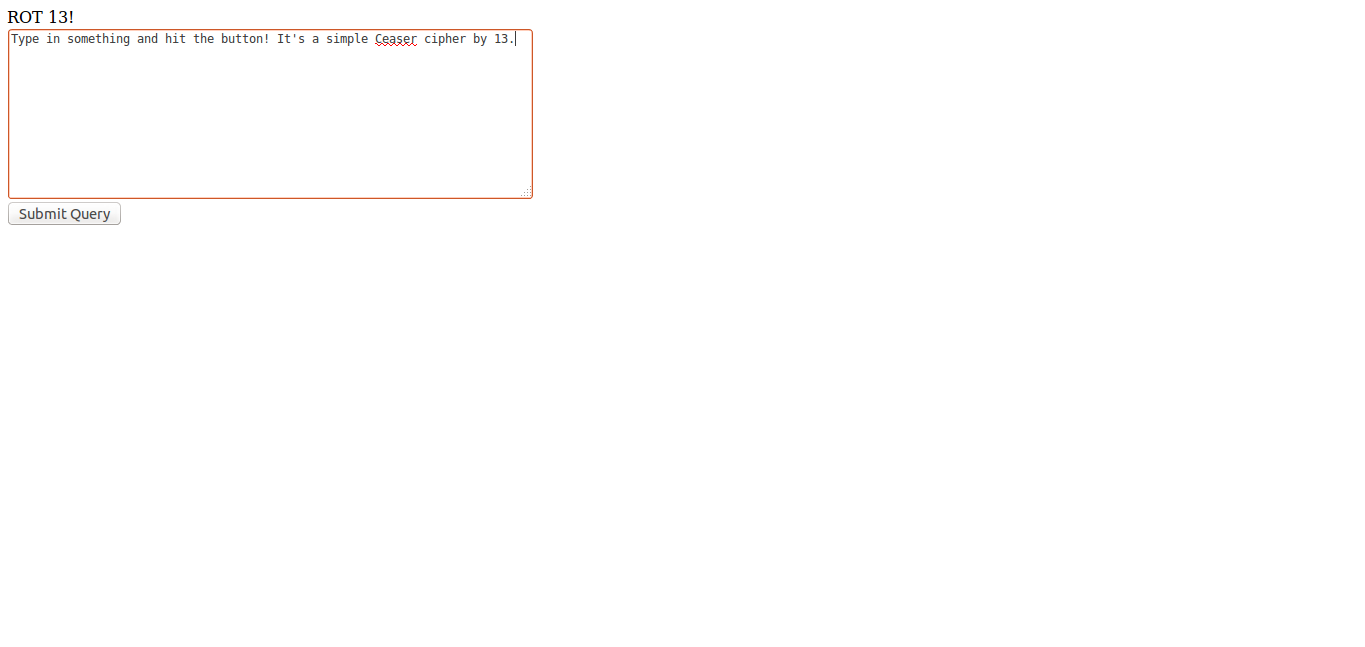 ROT 13!
Type in something and hit the button! It's a simple Ceaser cipher by 13.
Submit Query